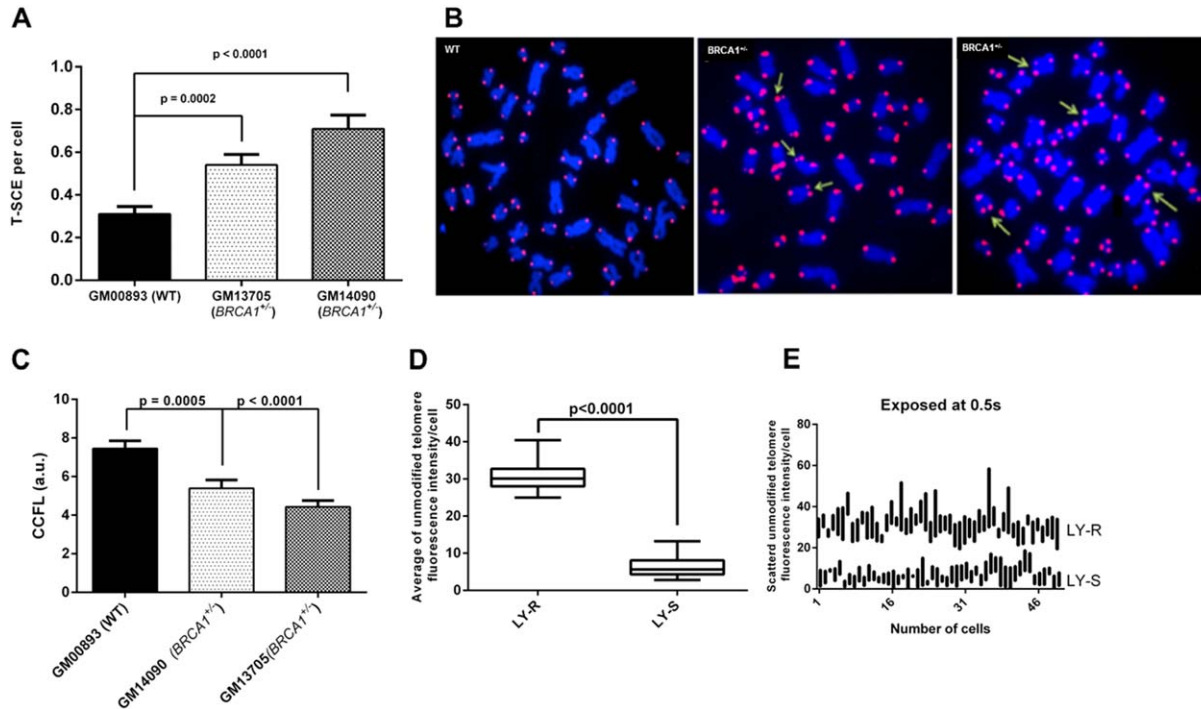 A
T-SCE per cell
1.0
0.8
0.6
0.4
0.2
0.0
p < 0.0001
p = 0.0002
GM00893 (WT)
GM13705
(BRCA1+/-)
GM14090
(BRCA1+/-)
B
WT
BRCA1+/-
BRCA1+/-
C
CCFL (a.u.)
10
8
6
4
2
0
p = 0.0005
p < 0.0001
GM00893 (WT)
GM14090 (BRCA1+/-)
GM13705(BRCA1+/-)
D
Average of unmodified telomere
fluorescence intensity/cell
50
40
30
20
10
0
p<0.0001
LY-R
LY-S
E
Exposed at 0.5s
Scatterd unmodified telomere
fluorescence intensity/cell
80
60
40
20
0
LY-R
LY-S
1
16
31
46
Number of cells